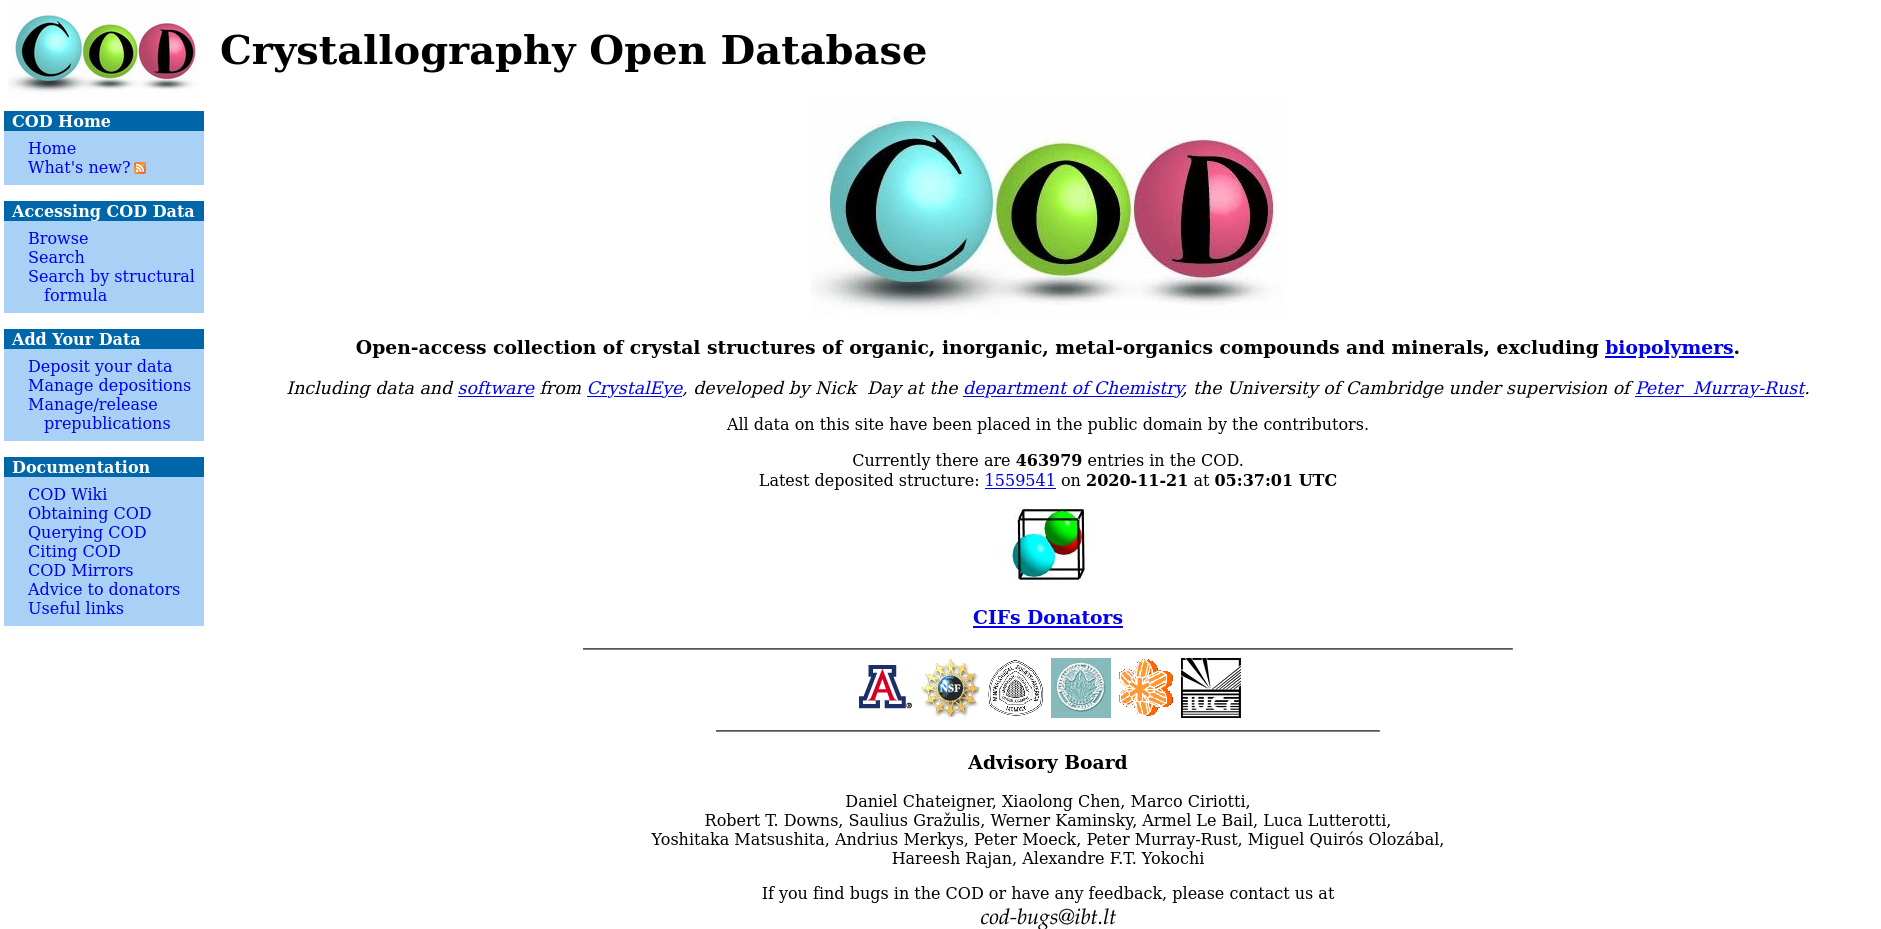 COD
Crystallography Open Database
COD Home
Home
What's new?
Accessing COD Data
Browse
Search
Search by structural
formula
Add Your Data
Deposit your data
Manage depositions
Manage/release
prepublications
Documentation
COD Wiki
Obtaining COD
Querying COD
Citing COD
COD Mirrors
Advice to donators
Useful links
COD
Open-access collection of crystal structures of organic, inorganic, metal-organics compounds and minerals, excluding biopolymers.
Including data and software from CrystalEye, developed by Nick Day at the department of Chemistry, the University of Cambridge under supervision of Peter Murray-Rust.
All data on this site have been placed in the public domain by the contributors.
Currently there are 463979 entries in the COD.
Latest deposited structure: 1559541 on 2020-11-21 at 05:37:01 UTC
CIFs Donators
A
NSF
IUCr
Advisory Board
Daniel Chateigner, Xiaolong Chen, Marco Ciriotti,
Robert T. Downs, Saulius Gražulis, Werner Kaminsky, Armel Le Bail, Luca Lutterotti,
Yoshitaka Matsushita, Andrius Merkys, Peter Moeck, Peter Murray-Rust, Miguel Quirós Olozábal,
Hareesh Rajan, Alexandre F.T. Yokochi
If you find bugs in the COD or have any feedback, please contact us at
cod-bugs@ibt.lt